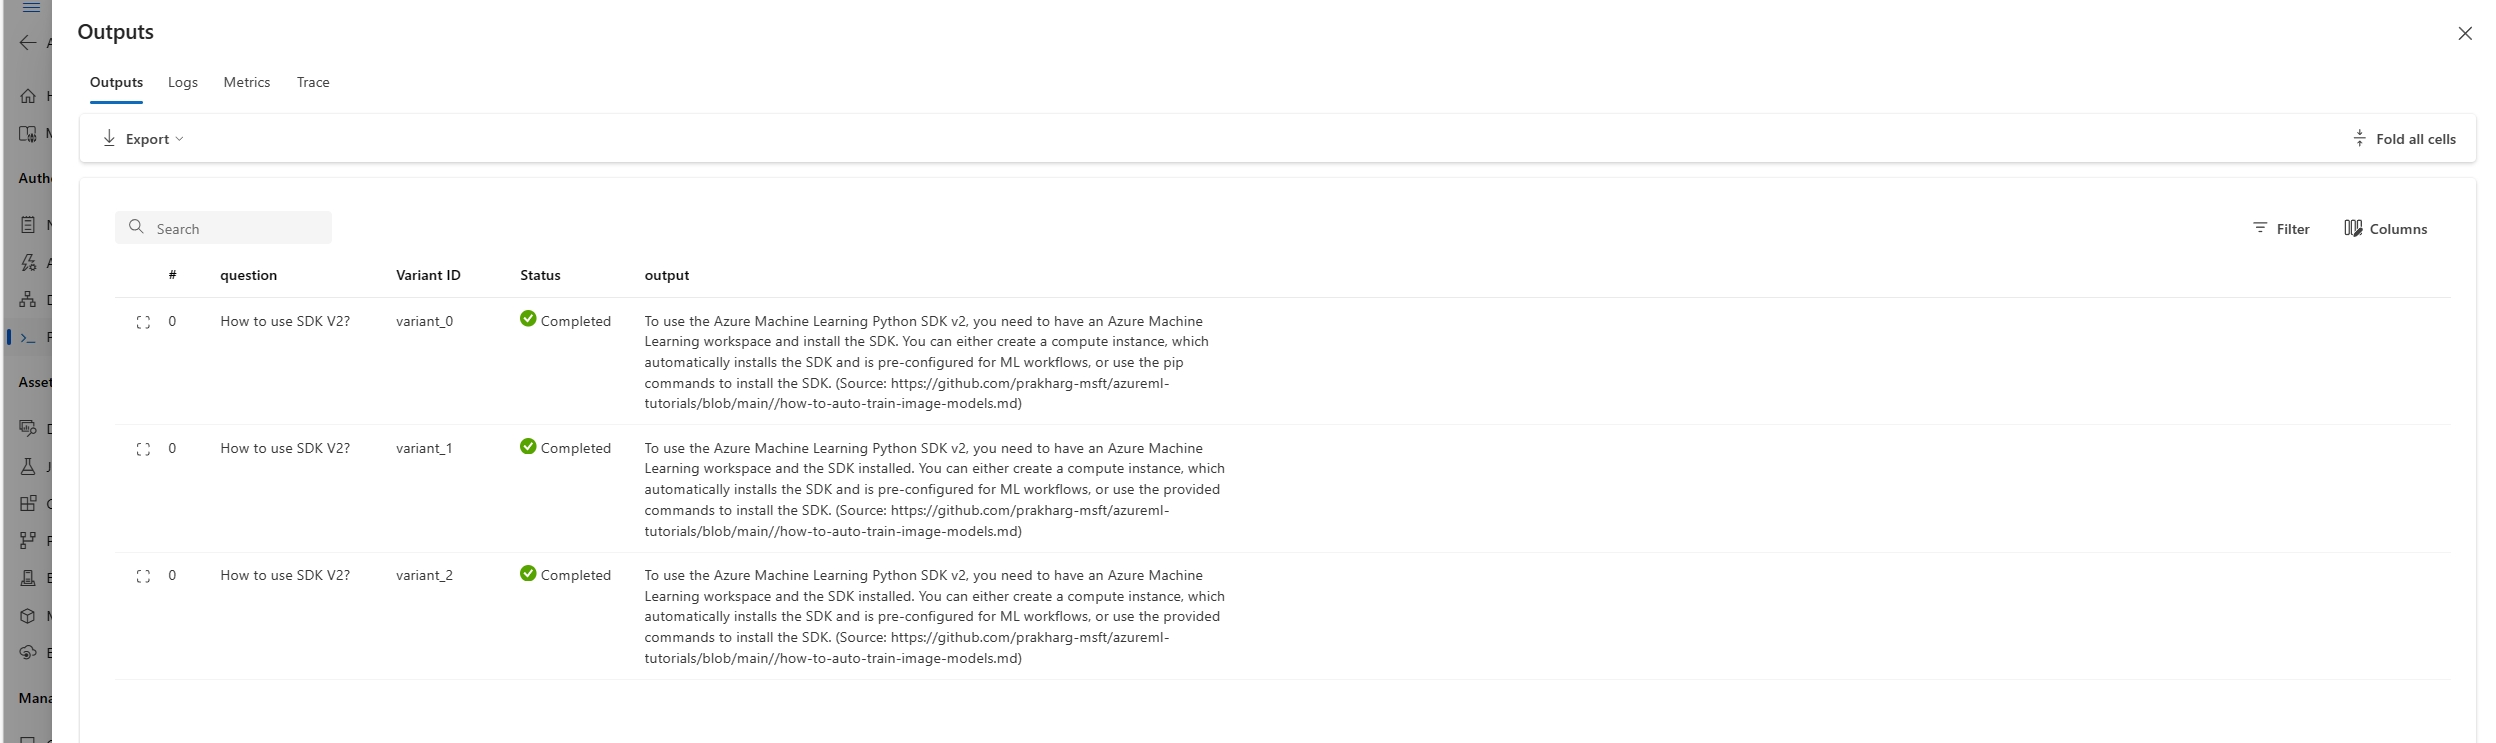 Outputs
Outputs Logs Metrics Trace
Export
Fold all cells
Search
Filter Columns
# question Variant ID Status output
0 How to use SDK V2? variant_0 Completed To use the Azure Machine Learning Python SDK v2, you need to have an Azure Machine
Learning workspace and install the SDK. You can either create a compute instance, which
automatically installs the SDK and is pre-configured for ML workflows, or use the pip
commands to install the SDK. (Source: https://github.com/prakharg-msft/azureml-
tutorials/blob/main//how-to-auto-train-image-models.md)
0 How to use SDK V2? variant_1 Completed To use the Azure Machine Learning Python SDK v2, you need to have an Azure Machine
Learning workspace and the SDK installed. You can either create a compute instance, which
automatically installs the SDK and is pre-configured for ML workflows, or use the provided
commands to install the SDK. (Source: https://github.com/prakharg-msft/azureml-
tutorials/blob/main//how-to-auto-train-image-models.md)
0 How to use SDK V2? variant_2 Completed To use the Azure Machine Learning Python SDK v2, you need to have an Azure Machine
Learning workspace and the SDK installed. You can either create a compute instance, which
automatically installs the SDK and is pre-configured for ML workflows, or use the provided
commands to install the SDK. (Source: https://github.com/prakharg-msft/azureml-
tutorials/blob/main//how-to-auto-train-image-models.md)